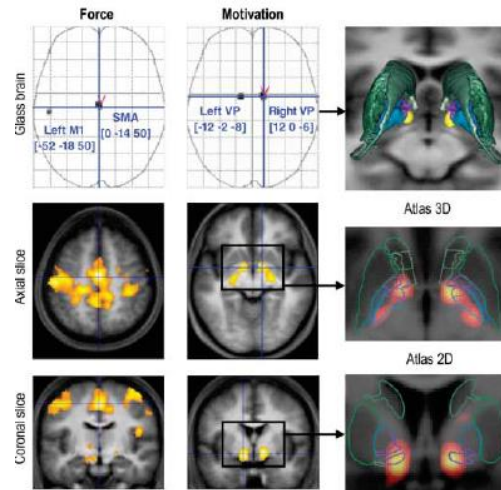 Force
Motivation
Glass brain
Left M1
[-52 -18 50]
SMA
[0 -14 50]
Left VP
[-12 -2 -8]
Right VP
[12 0 -6]
Atlas 3D
Axial slice
Atlas 2D
Coronal slice